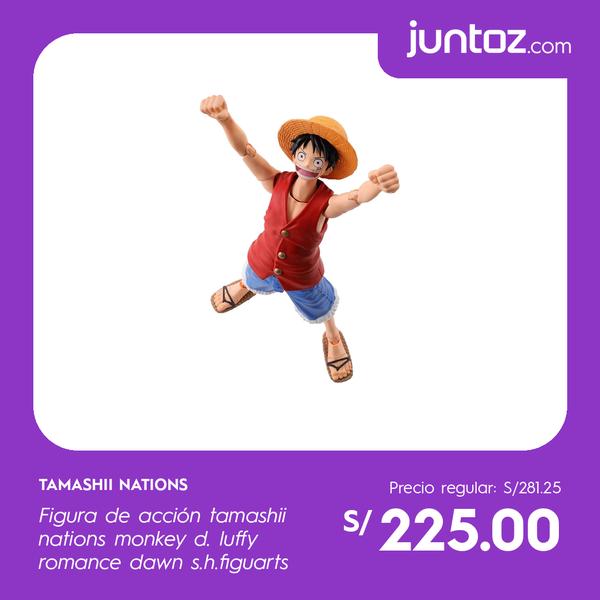 juntoz.com
TAMASHII NATIONS
Figura de acción tamashii
nations monkey d. luffy
romance dawn s.h.figuarts
Precio regular: S/281.25
S/ 225.00